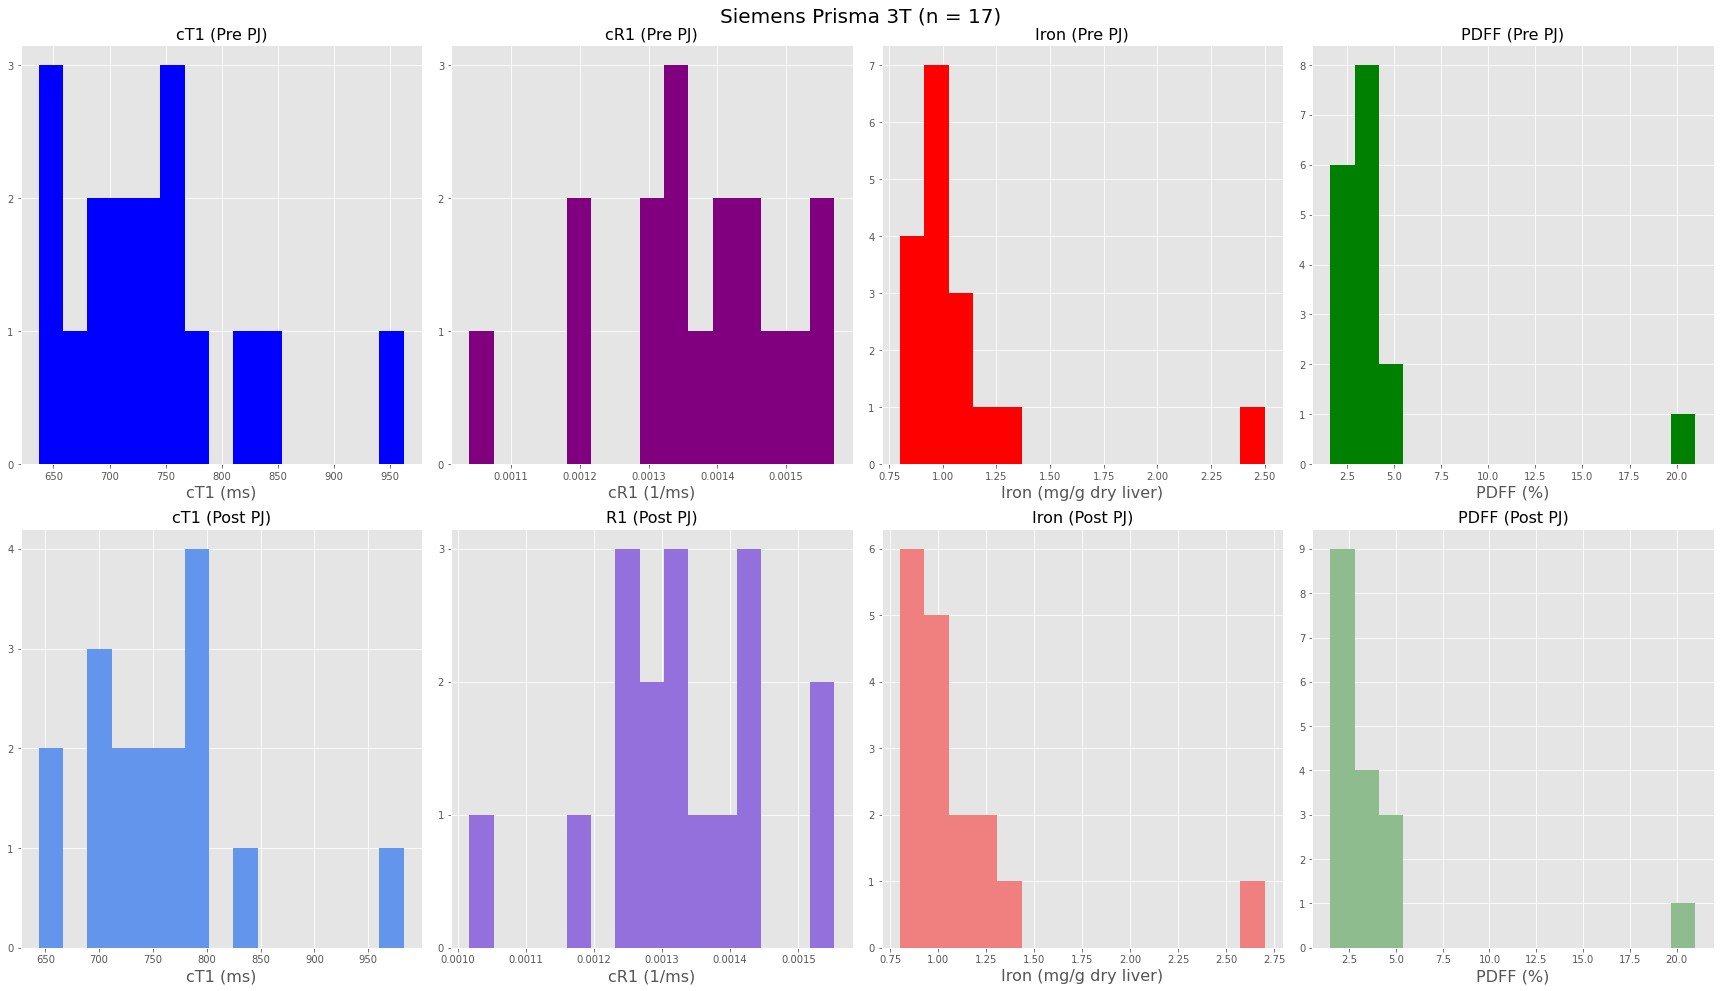 Siemens Prisma 3T (n = 17)
cT1 (Pre PJ)
3
2
1
0
650 700 750 800 850 900 950
cT1 (ms)
cR1 (Pre PJ)
3
2
1
0
0.0011 0.0012 0.0013 0.0014 0.0015
cR1 (1/ms)
Iron (Pre PJ)
7
6
5
4
3
2
1
0
0.75 1.00 1.25 1.50 1.75 2.00 2.25 2.50
Iron (mg/g dry liver)
PDFF (Pre PJ)
8
7
6
5
4
3
2
1
0
2.5 5.0 7.5 10.0 12.5 15.0 17.5 20.0
PDFF (%)
cT1 (Post PJ)
4
3
2
1
0
650 700 750 800 850 900 950
cT1 (ms)
R1 (Post PJ)
3
2
1
0
0.0010 0.0011 0.0012 0.0013 0.0014 0.0015
cR1 (1/ms)
Iron (Post PJ)
6
5
4
3
2
1
0
1.00 1.25 1.50 1.75 2.00 2.25 2.50 2.75
Iron (mg/g dry liver)
PDFF (Post PJ)
9
8
7
6
5
4
3
2
1
0
2.5 5.0 7.5 10.0 12.5 15.0 17.5 20.0
PDFF (%)